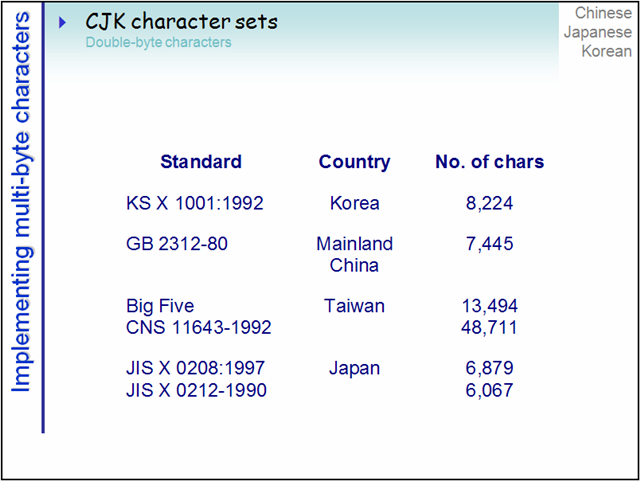 CJK character sets
Double-byte characters
Chinese
Japanese
Korean
Implementing multi-byte characters
Standard Country No. of chars
KS X 1001:1992 Korea 8,224
GB 2312-80 Mainland China 7,445
Big Five Taiwan 13,494
CNS 11643-1992 48,711
JIS X 0208:1997 Japan 6,879
JIS X 0212-1990 6,067